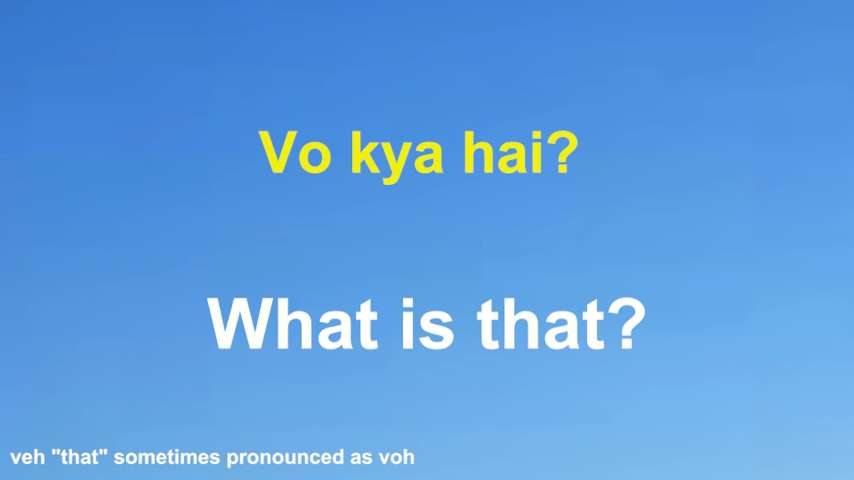 Vo kya hai?
What is that?
veh "that" sometimes pronounced as voh